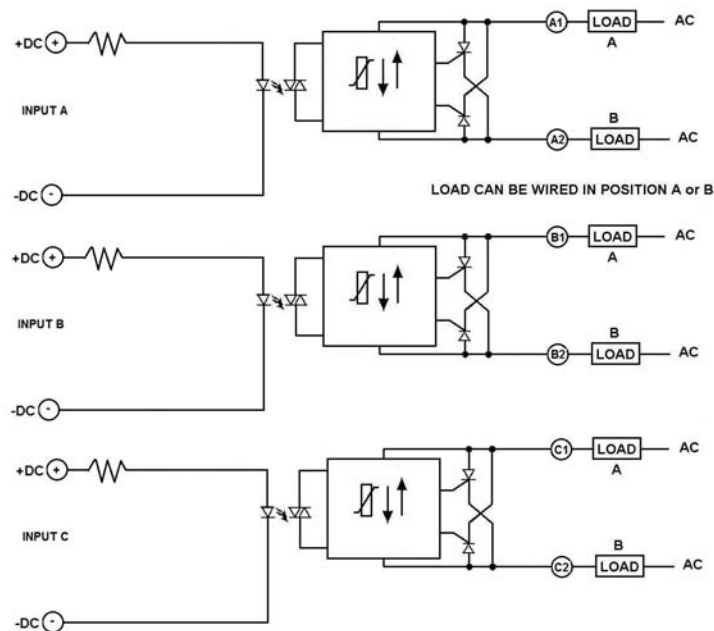 A1 LOAD AC
A
+DC +
INPUT A
B
A2 LOAD AC
-DC -
LOAD CAN BE WIRED IN POSITION A or B
B1 LOAD AC
A
+DC +
INPUT B
B
B2 LOAD AC
-DC -
C1 LOAD AC
A
+DC +
INPUT C
B
C2 LOAD AC
-DC -